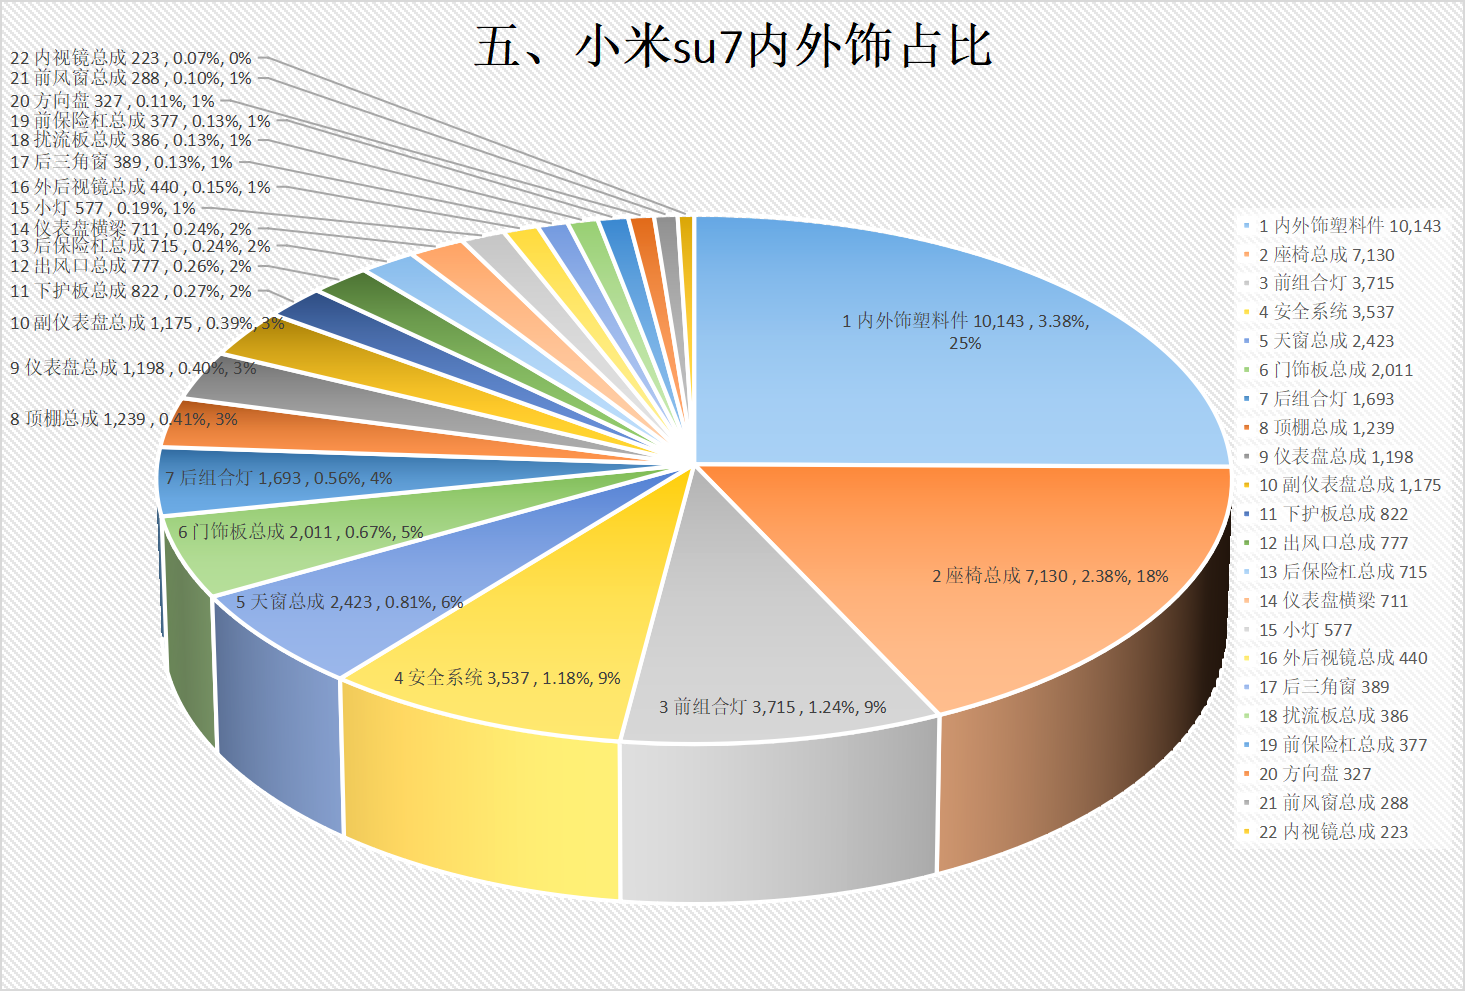 五、小米su7内外饰占比
22 内视镜总成 223 , 0.07%, 0%
21 前风窗总成 288 , 0.10%, 1%
20 方向盘 327 , 0.11%, 1%
19 前保险杠总成 377 , 0.13%, 1%
18 扰流板总成 386 , 0.13%, 1%
17 后三角窗 389 , 0.13%, 1%
16 外后视镜总成 440 , 0.15%, 1%
15 小灯 577 , 0.19%, 1%
14 仪表盘横梁 711 , 0.24%, 2%
13 后保险杠总成 715 , 0.24%, 2%
12 出风口总成 777 , 0.26%, 2%
11 下护板总成 822 , 0.27%, 2%
10 副仪表盘总成 1,175 , 0.39%, 3%
9 仪表盘总成 1,198 , 0.40%, 3%
8 顶棚总成 1,239 , 0.41%, 3%
7 后组合灯 1,693 , 0.56%, 4%
6 门饰板总成 2,011 , 0.67%, 5%
5 天窗总成 2,423 , 0.81%, 6%
4 安全系统 3,537 , 1.18%, 9%
3 前组合灯 3,715 , 1.24%, 9%
2 座椅总成 7,130 , 2.38%, 18%
1 内外饰塑料件 10,143 , 3.38%,
25%
1 内外饰塑料件 10,143
2 座椅总成 7,130
3 前组合灯 3,715
4 安全系统 3,537
5 天窗总成 2,423
6 门饰板总成 2,011
7 后组合灯 1,693
8 顶棚总成 1,239
9 仪表盘总成 1,198
10 副仪表盘总成 1,175
11 下护板总成 822
12 出风口总成 777
13 后保险杠总成 715
14 仪表盘横梁 711
15 小灯 577
16 外后视镜总成 440
17 后三角窗 389
18 扰流板总成 386
19 前保险杠总成 377
20 方向盘 327
21 前风窗总成 288
22 内视镜总成 223